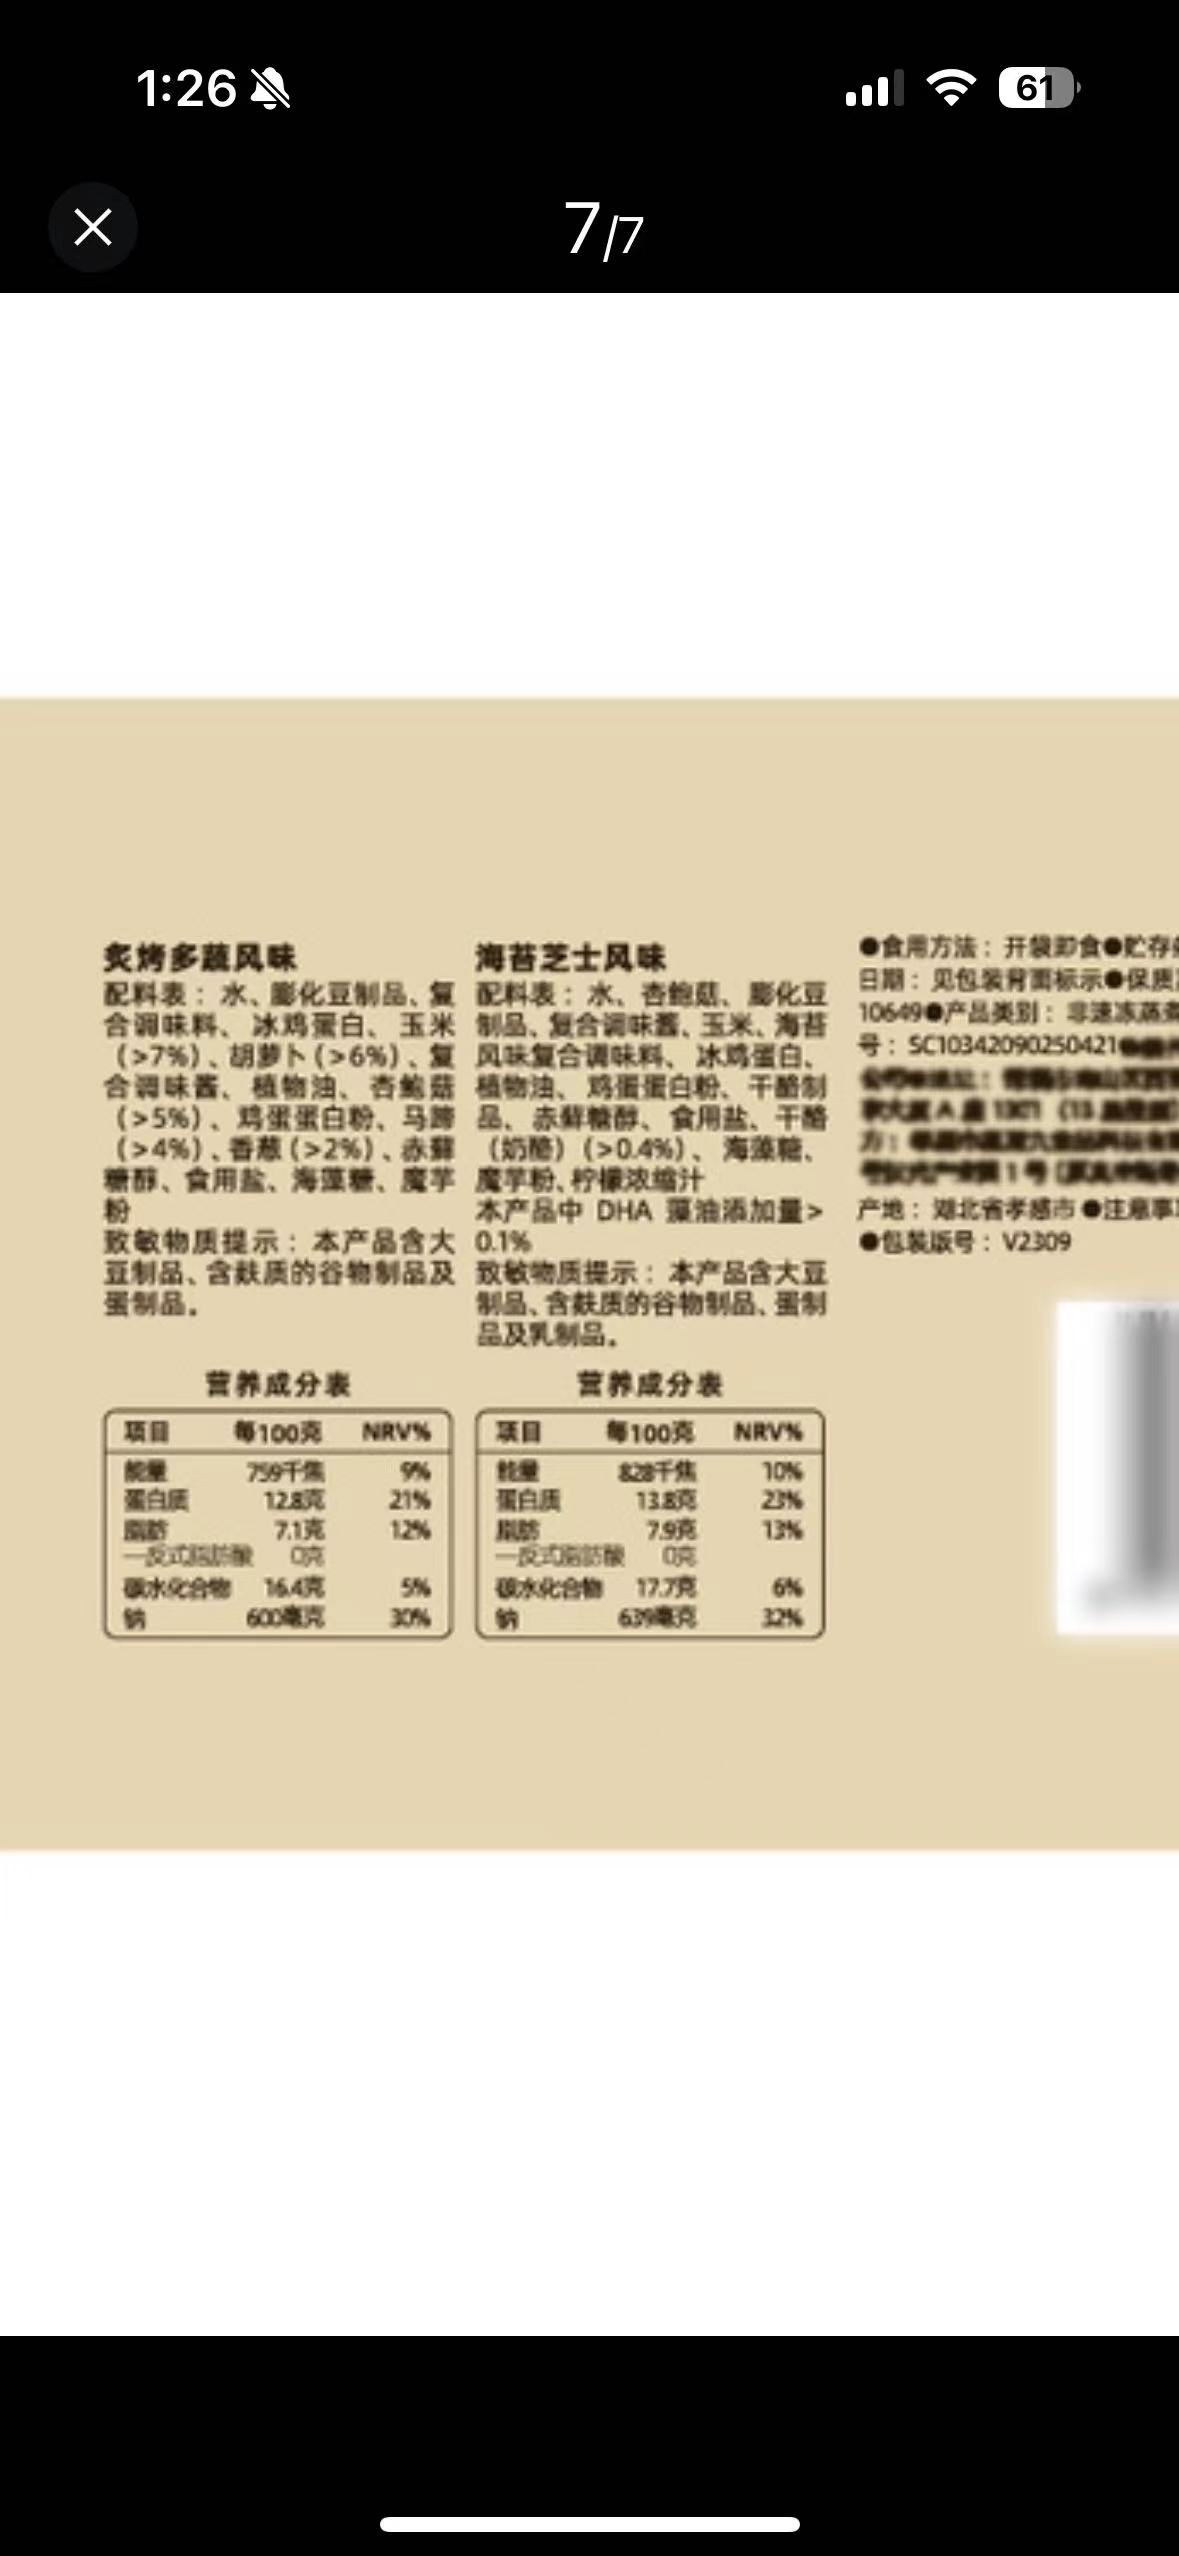 1:26
61
7/7
炙烤多蔬风味
配料表：水、膨化豆制品、复
合调味料、冰鸡蛋白、玉米
（>7%）、胡萝卜（>6%）、复
合调味酱、植物油、杏鲍菇
（>5%）、鸡蛋蛋白粉、马蹄
（>4%）、香葱（>2%）、赤藓
糖醇、食用盐、海藻糖、魔芋
粉
致敏物质提示：本产品含大
豆制品、含麸质的谷物制品及
蛋制品。
营养成分表
项目 每100克 NRV%
能量 759千焦 9%
蛋白质 12.8克 21%
脂肪 7.1克 12%
—反式脂肪酸 0克
碳水化合物 16.4克 5%
钠 600毫克 30%
海苔芝士风味
配料表：水、杏鲍菇、膨化豆
制品、复合调味酱、玉米、海苔
风味复合调味料、冰鸡蛋白、
植物油、鸡蛋蛋白粉、干酪制
品、赤藓糖醇、食用盐、干酪
（奶酪）（>0.4%）、海藻糖、
魔芋粉、柠檬浓缩汁
本产品中 DHA 藻油添加量>
0.1%
致敏物质提示：本产品含大豆
制品、含麸质的谷物制品、蛋制
品及乳制品。
营养成分表
项目 每100克 NRV%
能量 828千焦 10%
蛋白质 13.8克 23%
脂肪 7.9克 13%
—反式脂肪酸 0克
碳水化合物 17.7克 6%
钠 639毫克 32%
●食用方法：开袋即食●贮存
日期：见包装背面标示●保质
10649●产品类别：非速冻蒸
号：SC10342090250421
产地：湖北省孝感市●注意事
●包装版号：V2309